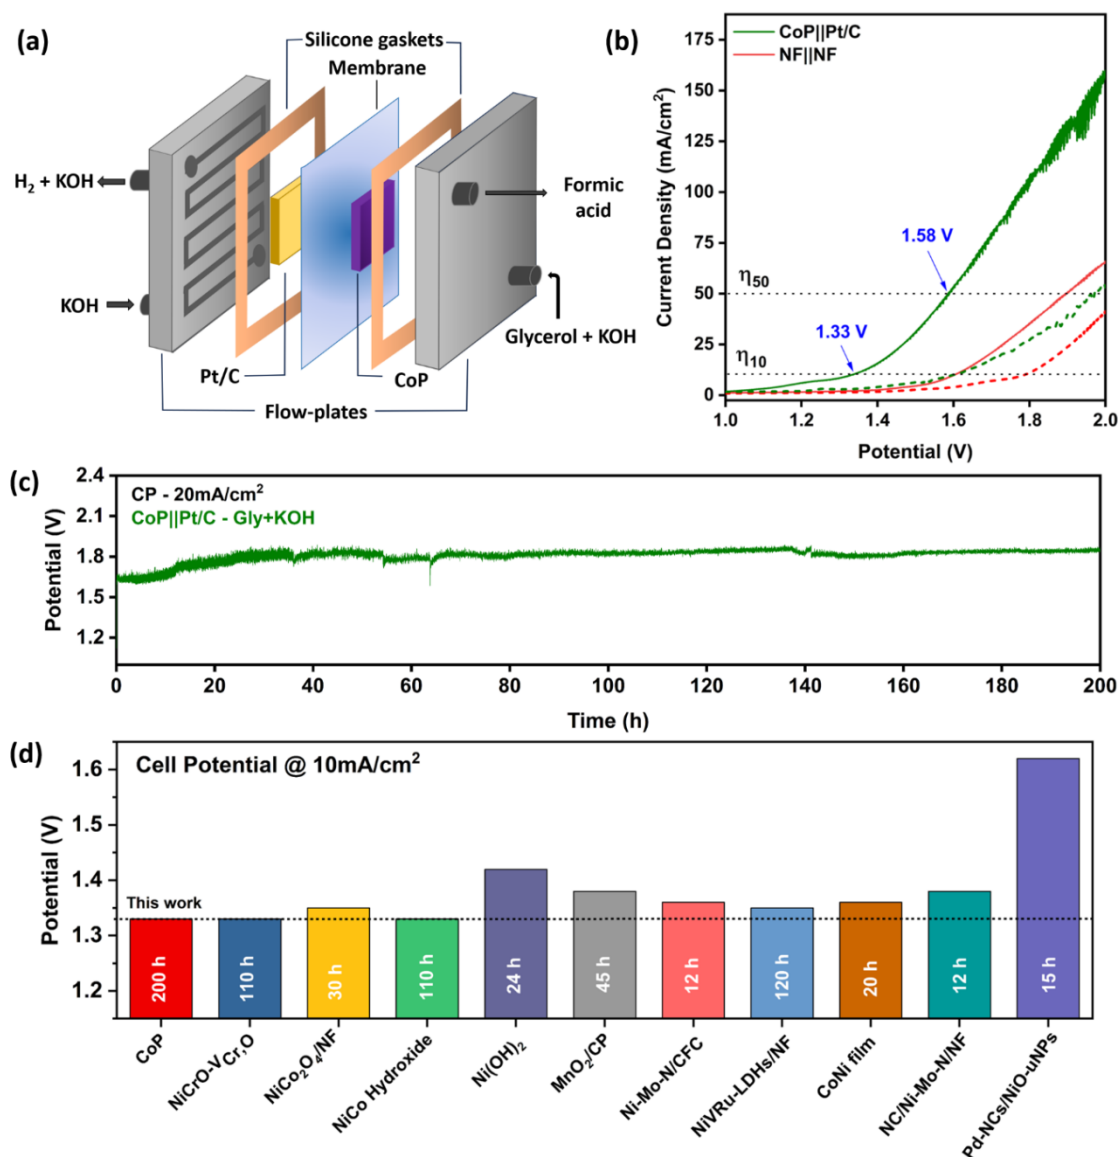 (a)
Silicone gaskets
Membrane
H₂ + KOH
KOH
Formic
acid
Glycerol + KOH
Pt/C
CoP
Flow-plates
(b)
CoP||Pt/C
NF||NF
1.58 V
1.33 V
η₅₀
η₁₀
Current Density (mA/cm²)
175
150
125
100
75
50
25
0
1.0 1.2 1.4 1.6 1.8 2.0
Potential (V)
(c)
CP - 20mA/cm²
CoP||Pt/C - Gly+KOH
Potential (V)
2.4
2.1
1.8
1.5
1.2
0 20 40 60 80 100 120 140 160 180 200
Time (h)
(d)
Cell Potential @ 10mA/cm²
This work
Potential (V)
1.6
1.5
1.4
1.3
1.2
200 h
110 h
30 h
110 h
24 h
45 h
12 h
120 h
20 h
12 h
15 h
CoP
NiCrO-VCr,O
NiCo₂O₄/NF
NiCo Hydroxide
Ni(OH)₂
MnO₂/CP
Ni-Mo-N/CFC
NiVRu-LDHs/NF
CoNi film
NC/Ni-Mo-N/NF
Pd-NCs/NiO-uNPs